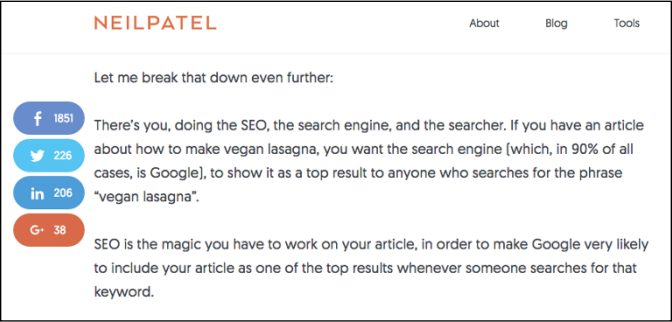 NEILPATEL
About Blog Tools
Let me break that down even further:
1851
There's you, doing the SEO, the search engine, and the searcher. If you have an article
226
about how to make vegan lasagna, you want the search engine (which, in 90% of all
cases, is Google), to show it as a top result to anyone who searches for the phrase
in 206
"vegan lasagna".
G+ 38
SEO is the magic you have to work on your article, in order to make Google very likely
to include your article as one of the top results whenever someone searches for that
keyword.